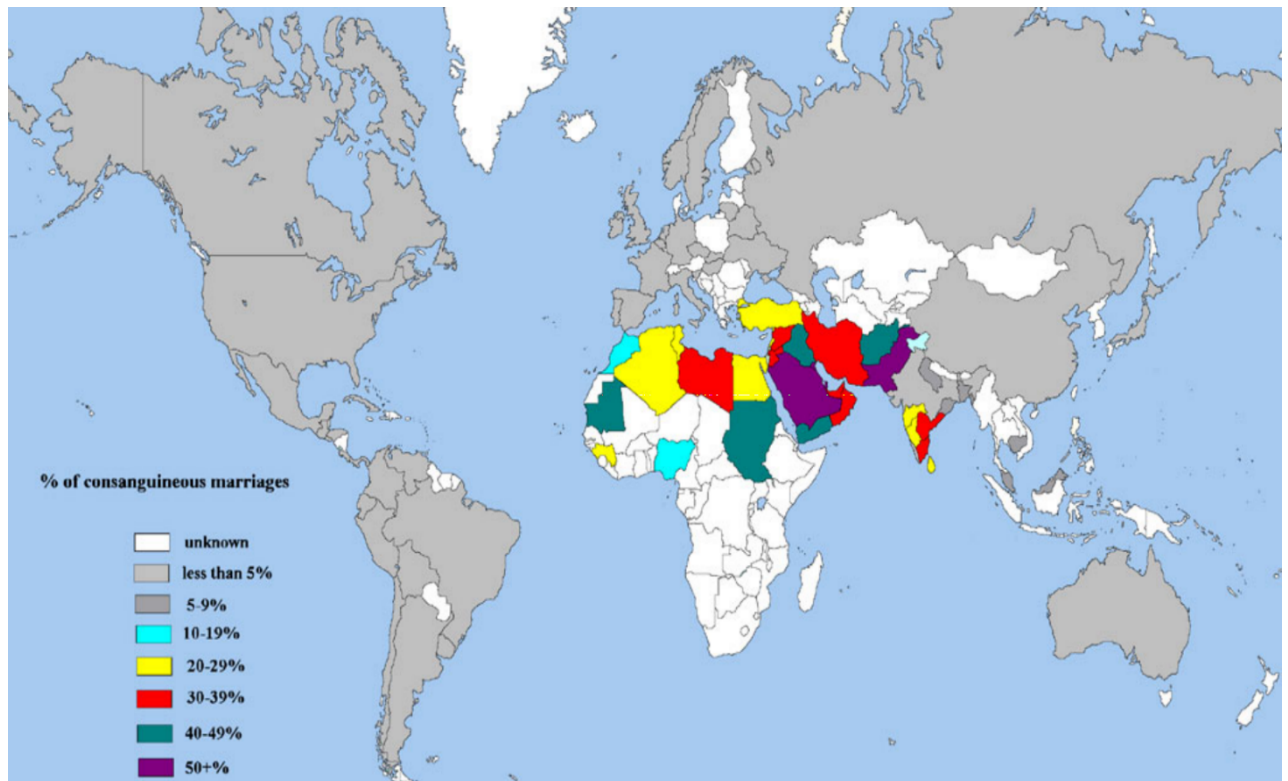 % of consanguineous marriages
unknown
less than 5%
5-9%
10-19%
20-29%
30-39%
40-49%
50+%